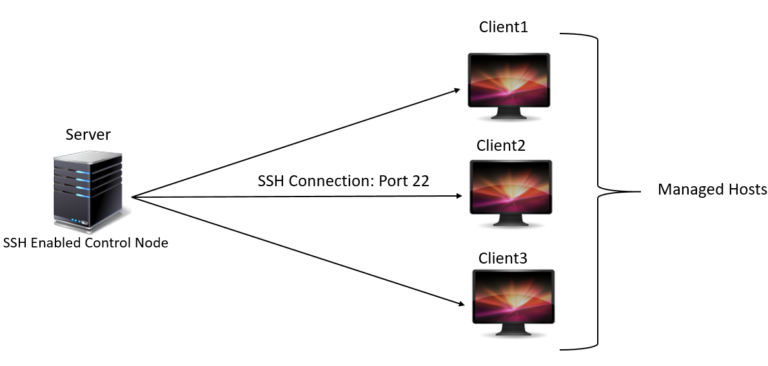 Client1
Server
Client2
SSH Connection: Port 22
Managed Hosts
SSH Enabled Control Node
Client3